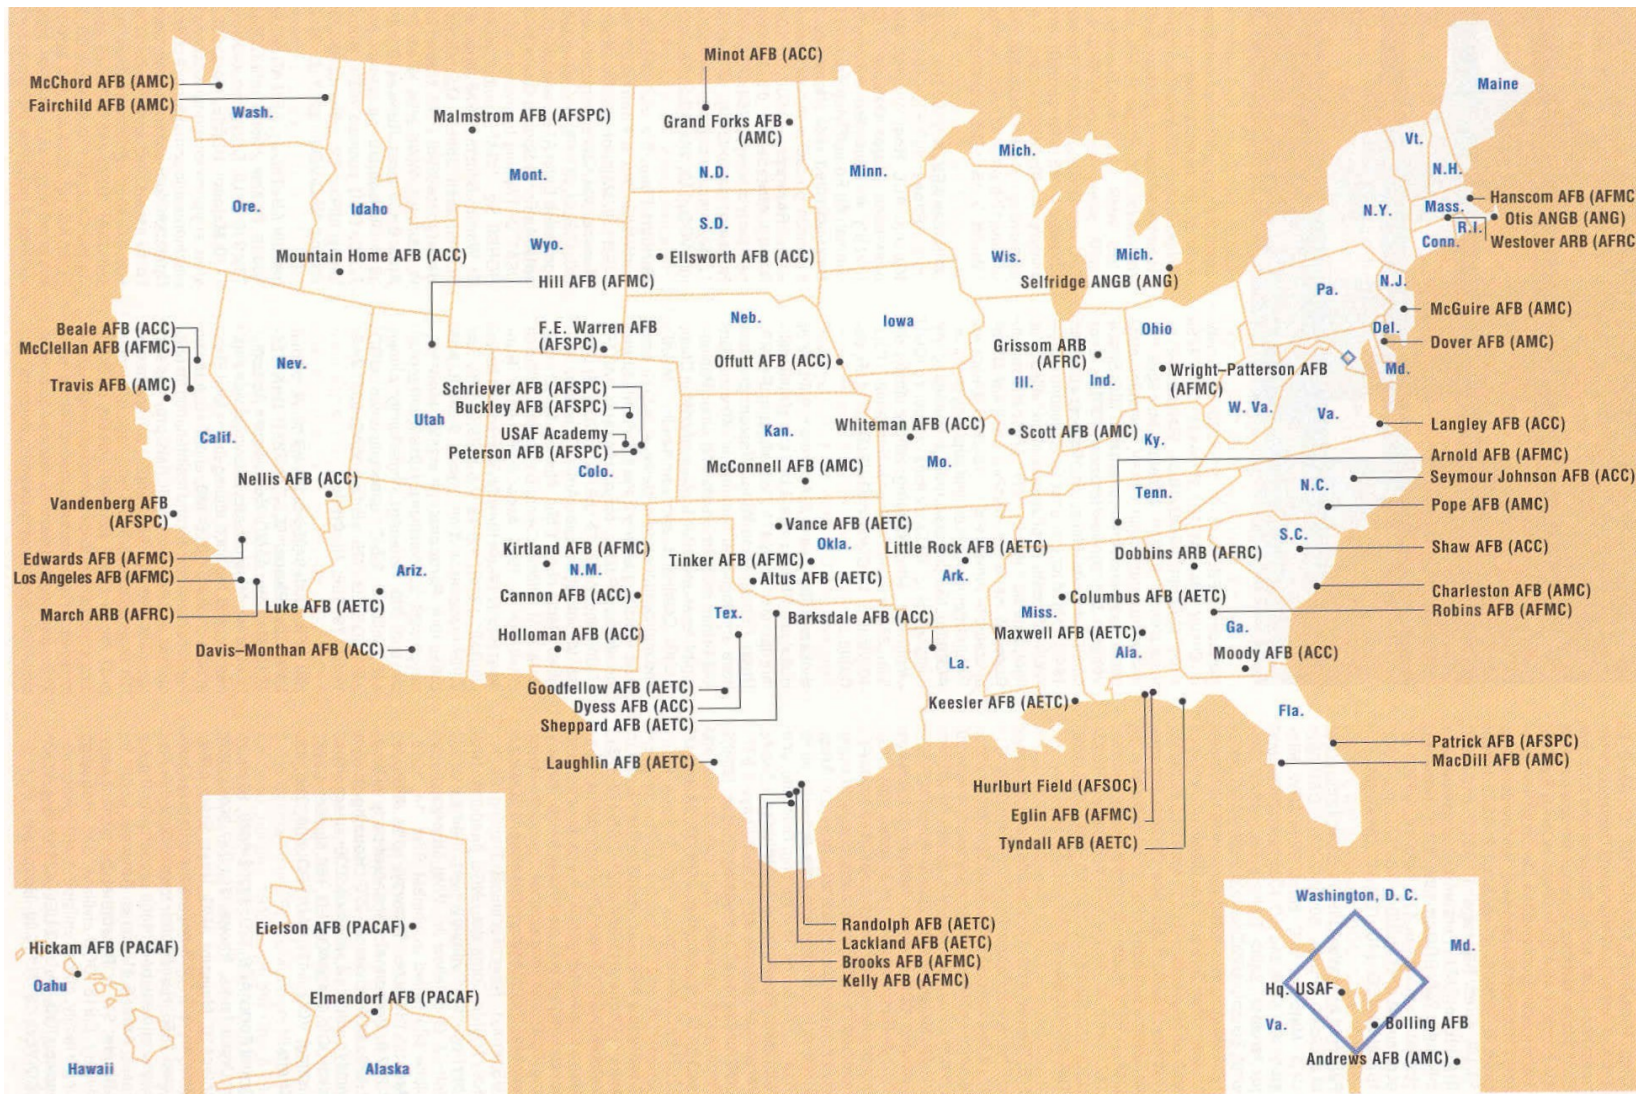 Minot AFB (ACC)
McChord AFB (AMC)
Fairchild AFB (AMC)
Wash.
Malmstrom AFB (AFSPC)
Grand Forks AFB
(AMC)
Maine
Vt.
N.H.
Mich.
Mont.
N.D.
Minn.
Ore.
Idaho
Hanscom AFB (AFMC
Mass.
N.Y.
Otis ANGB (ANG)
R.I.
Conn.
Westover ARB (AFRC)
S.D.
Wyo.
Mountain Home AFB (ACC)
Ellsworth AFB (ACC)
Wis.
Mich.
Selfridge ANGB (ANG)
Hill AFB (AFMC)
Pa.
N.J.
McGuire AFB (AMC)
Neb.
Iowa
Ohio
Del.
Beale AFB (ACC)
McClellan AFB (AFMC)
Travis AFB (AMC)
F.E. Warren AFB
(AFSPC)
Offutt AFB (ACC)
Grissom ARB
(AFRC)
Dover AFB (AMC)
Nev.
Ill.
Ind.
Wright–Patterson AFB
(AFMC)
Md.
Schriever AFB (AFSPC)
Buckley AFB (AFSPC)
USAF Academy
Peterson AFB (AFSPC)
Utah
Colo.
Kan.
Whiteman AFB (ACC)
Scott AFB (AMC)
W. Va.
Va.
Ky.
Langley AFB (ACC)
Calif.
Mo.
McConnell AFB (AMC)
Arnold AFB (AFMC)
Seymour Johnson AFB (ACC)
Nellis AFB (ACC)
Tenn.
N.C.
Pope AFB (AMC)
Vandenberg AFB
(AFSPC)
Vance AFB (AETC)
Okla.
S.C.
Edwards AFB (AFMC)
Los Angeles AFB (AFMC)
March ARB (AFRC)
Kirtland AFB (AFMC)
N.M.
Tinker AFB (AFMC)
Altus AFB (AETC)
Little Rock AFB (AETC)
Ark.
Dobbins ARB (AFRC)
Shaw AFB (ACC)
Ariz.
Luke AFB (AETC)
Cannon AFB (ACC)
Charleston AFB (AMC)
Robins AFB (AFMC)
Tex.
Barksdale AFB (ACC)
Miss.
Columbus AFB (AETC)
Maxwell AFB (AETC)
Ala.
Ga.
Holloman AFB (ACC)
Davis–Monthan AFB (ACC)
La.
Moody AFB (ACC)
Goodfellow AFB (AETC)
Dyess AFB (ACC)
Sheppard AFB (AETC)
Keesler AFB (AETC)
Fla.
Patrick AFB (AFSPC)
MacDill AFB (AMC)
Laughlin AFB (AETC)
Hurlburt Field (AFSOC)
Eglin AFB (AFMC)
Tyndall AFB (AETC)
Randolph AFB (AETC)
Lackland AFB (AETC)
Brooks AFB (AFMC)
Kelly AFB (AFMC)
Hickam AFB (PACAF)
Oahu
Hawaii
Eielson AFB (PACAF)
Elmendorf AFB (PACAF)
Alaska
Washington, D. C.
Md.
Hq. USAF
Va.
Bolling AFB
Andrews AFB (AMC)